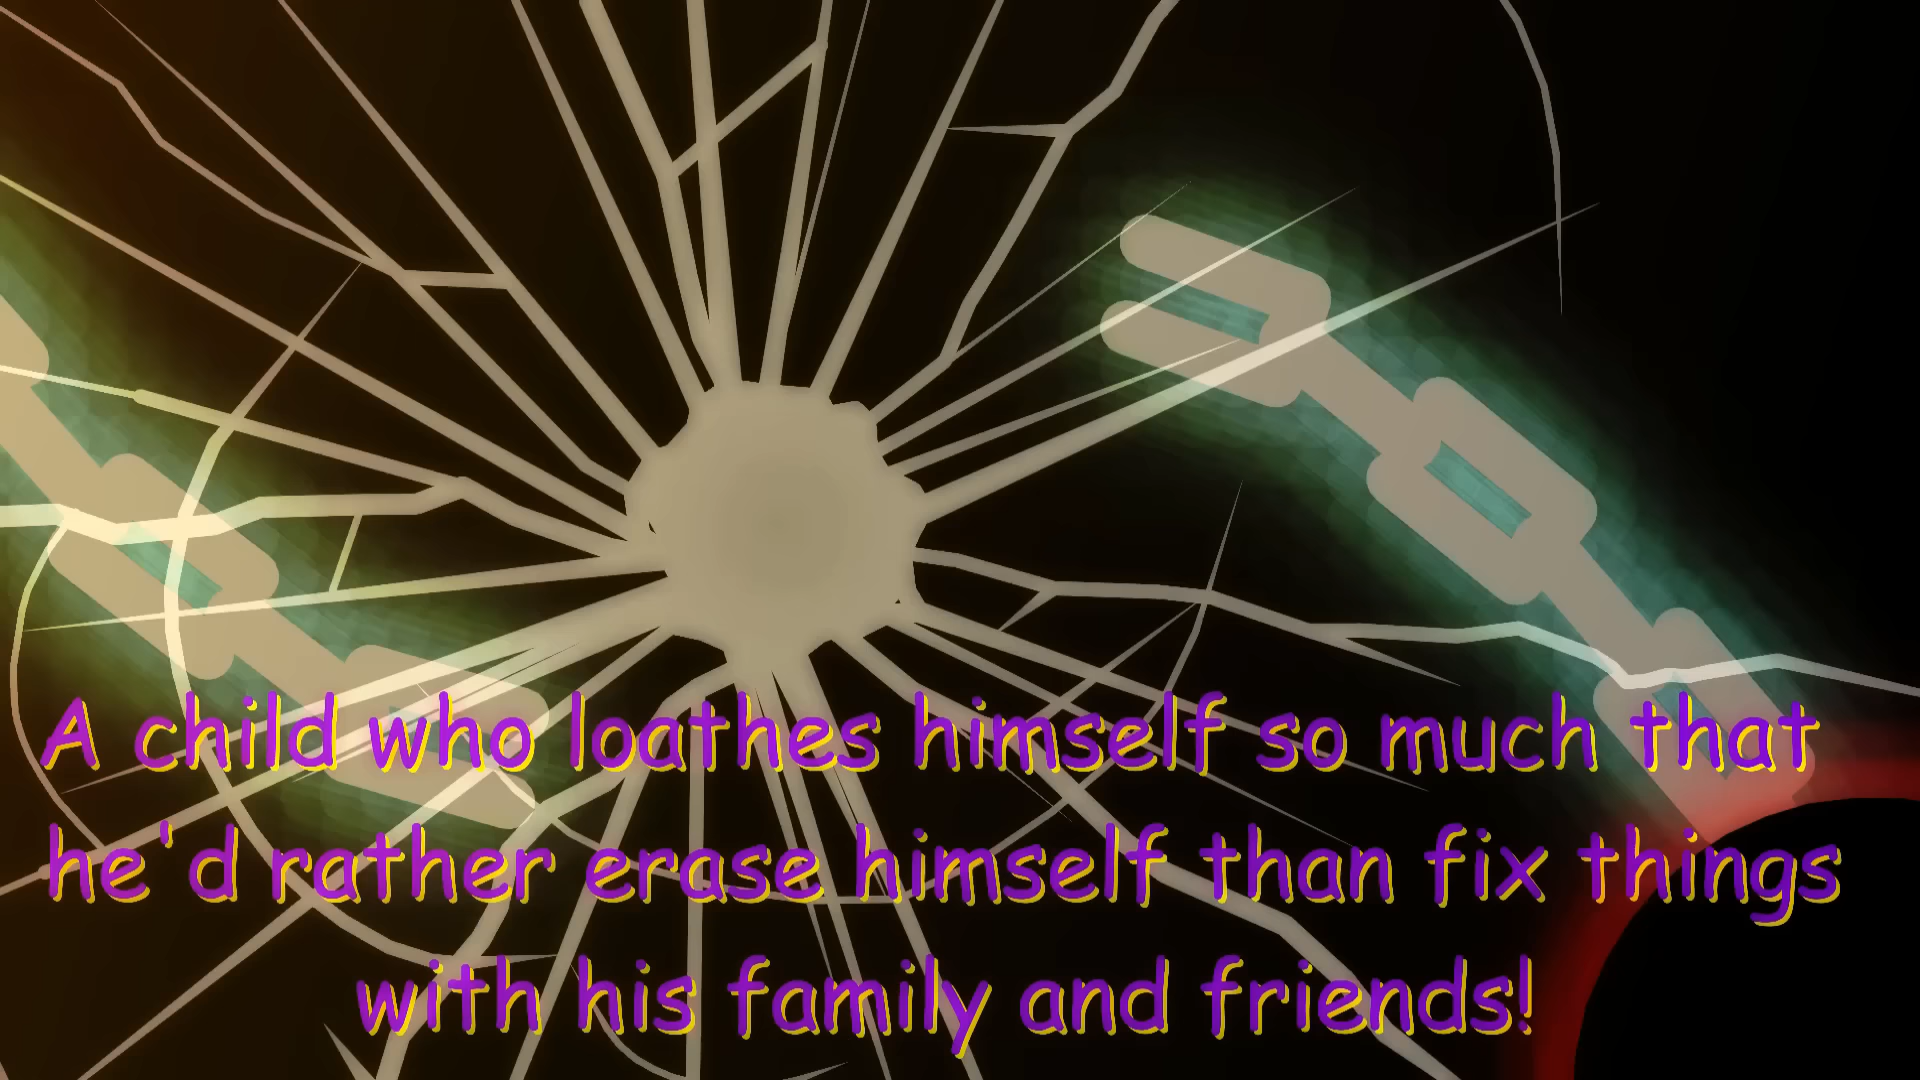 A child who loathes himself so much that
he'd rather erase himself than fix things
with his family and friends!